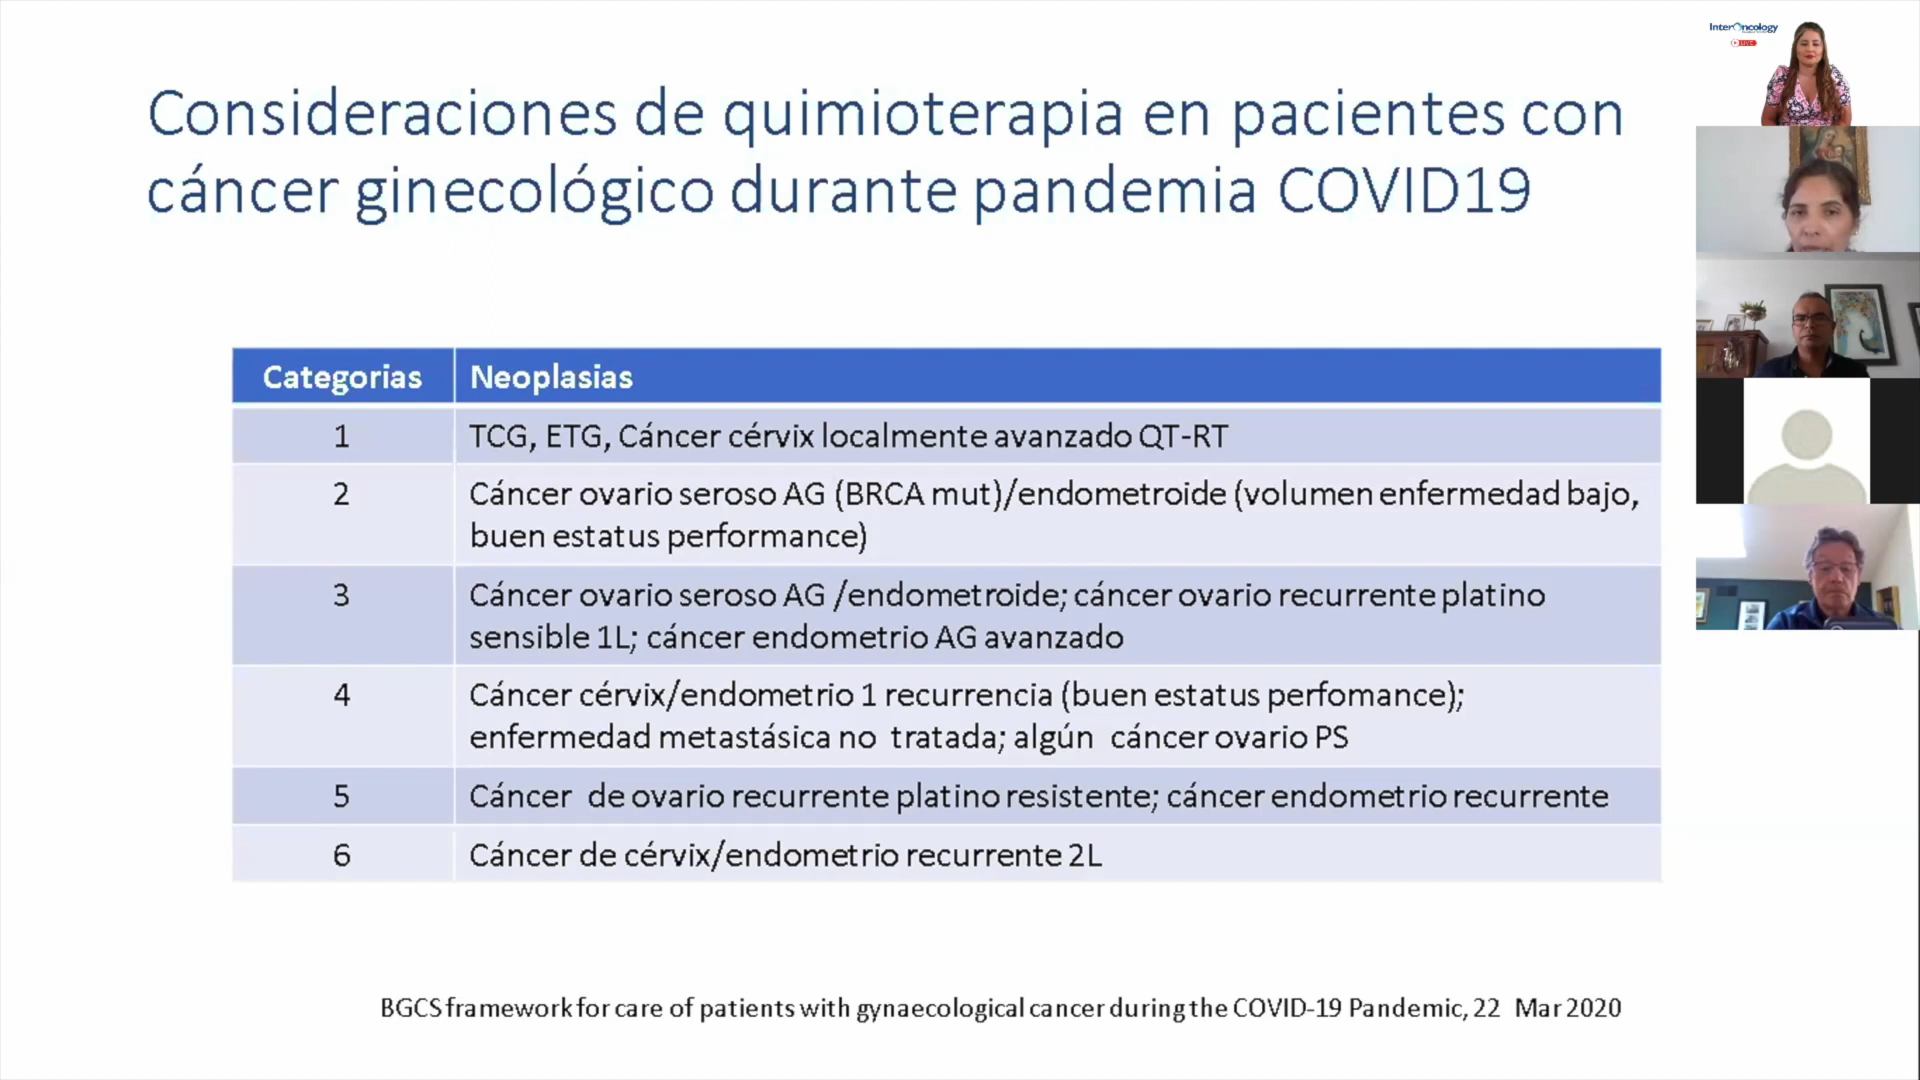 InterOncology
LIVE
Consideraciones de quimioterapia en pacientes con
cáncer ginecológico durante pandemia COVID19
Categorias Neoplasias
1 TCG, ETG, Cáncer cérvix localmente avanzado QT-RT
2 Cáncer ovario seroso AG (BRCA mut)/endometroide (volumen enfermedad bajo,
buen estatus performance)
3 Cáncer ovario seroso AG /endometroide; cáncer ovario recurrente platino
sensible 1L; cáncer endometrio AG avanzado
4 Cáncer cérvix/endometrio 1 recurrencia (buen estatus perfomance);
enfermedad metastásica no tratada; algún cáncer ovario PS
5 Cáncer de ovario recurrente platino resistente; cáncer endometrio recurrente
6 Cáncer de cérvix/endometrio recurrente 2L
BGCS framework for care of patients with gynaecological cancer during the COVID-19 Pandemic, 22 Mar 2020